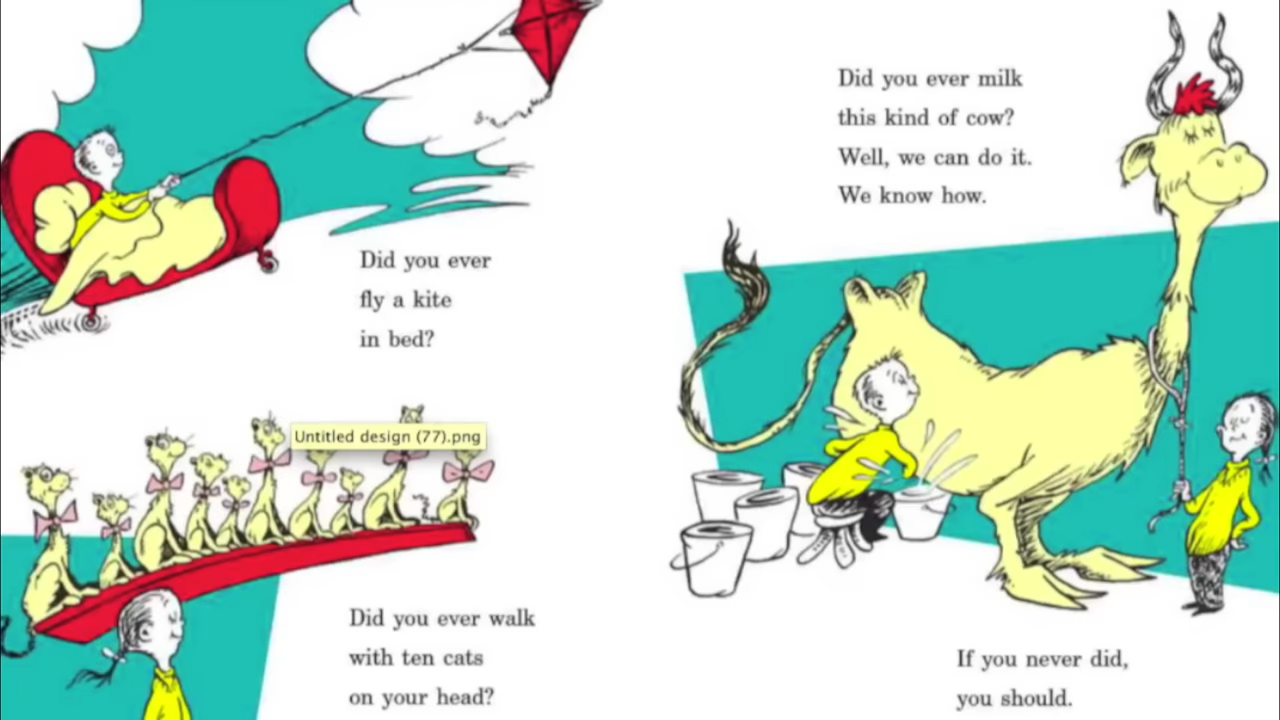 Did you ever
fly a kite
in bed?
Untitled design (77).png
Did you ever walk
with ten cats
on your head?
Did you ever milk
this kind of cow?
Well, we can do it.
We know how.
If you never did,
you should.